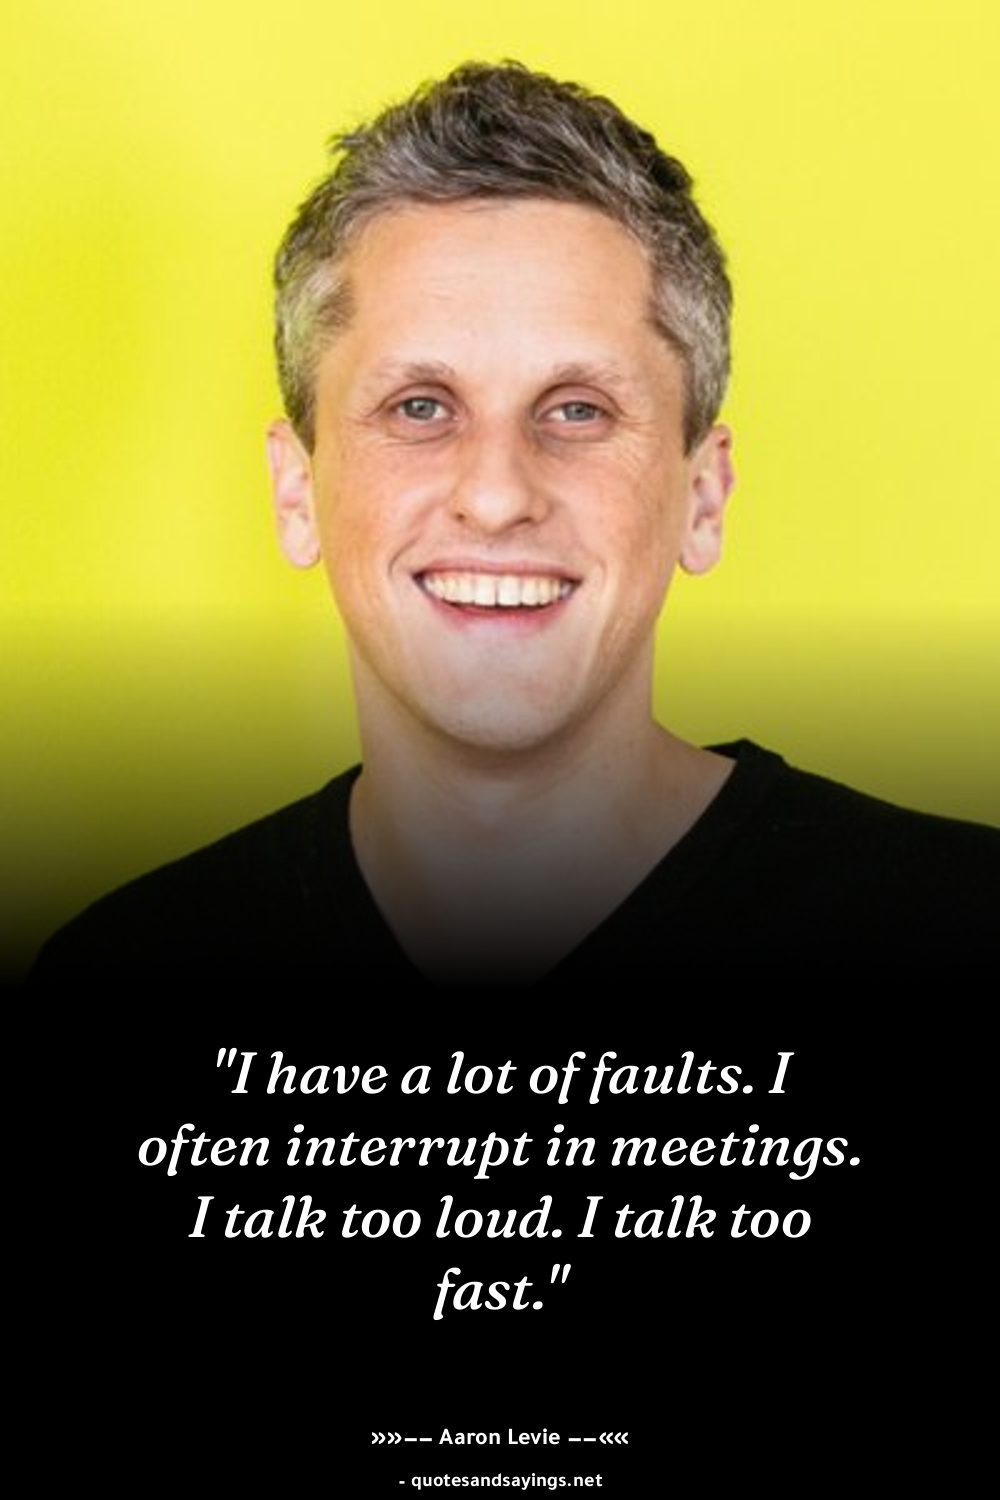 "I have a lot of faults. I
often interrupt in meetings.
I talk too loud. I talk too
fast."
»»−− Aaron Levie −−««
- quotesandsayings.net